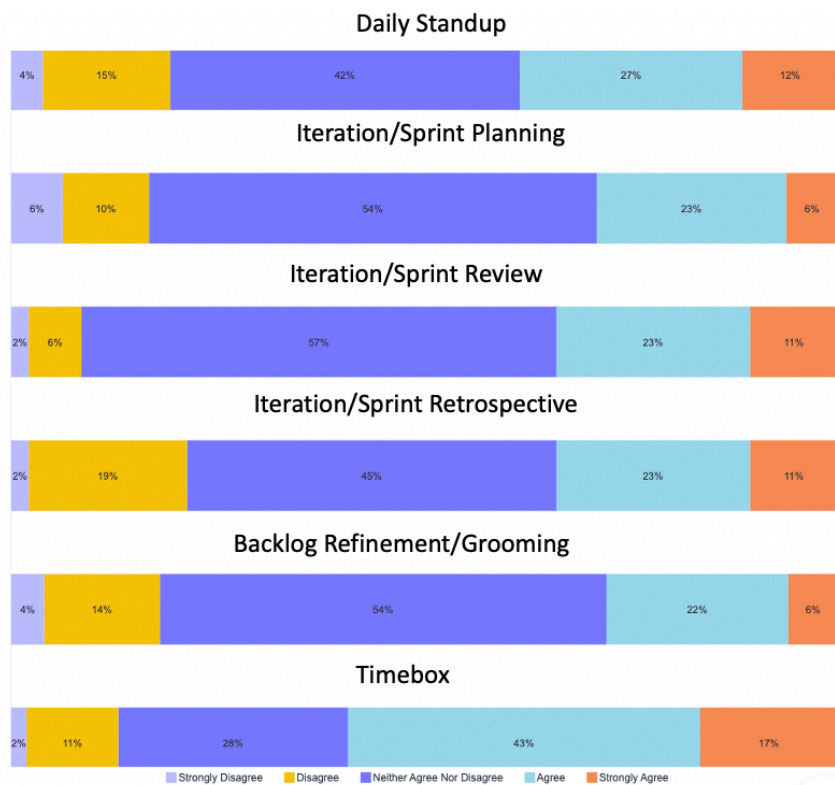 Daily Standup
4% 15% 42% 27% 12%
Iteration/Sprint Planning
6% 10% 54% 23% 6%
Iteration/Sprint Review
2% 6% 57% 23% 11%
Iteration/Sprint Retrospective
2% 19% 45% 23% 11%
Backlog Refinement/Grooming
4% 14% 54% 22% 6%
Timebox
2% 11% 28% 43% 17%
Strongly Disagree Disagree Neither Agree Nor Disagree Agree Strongly Agree